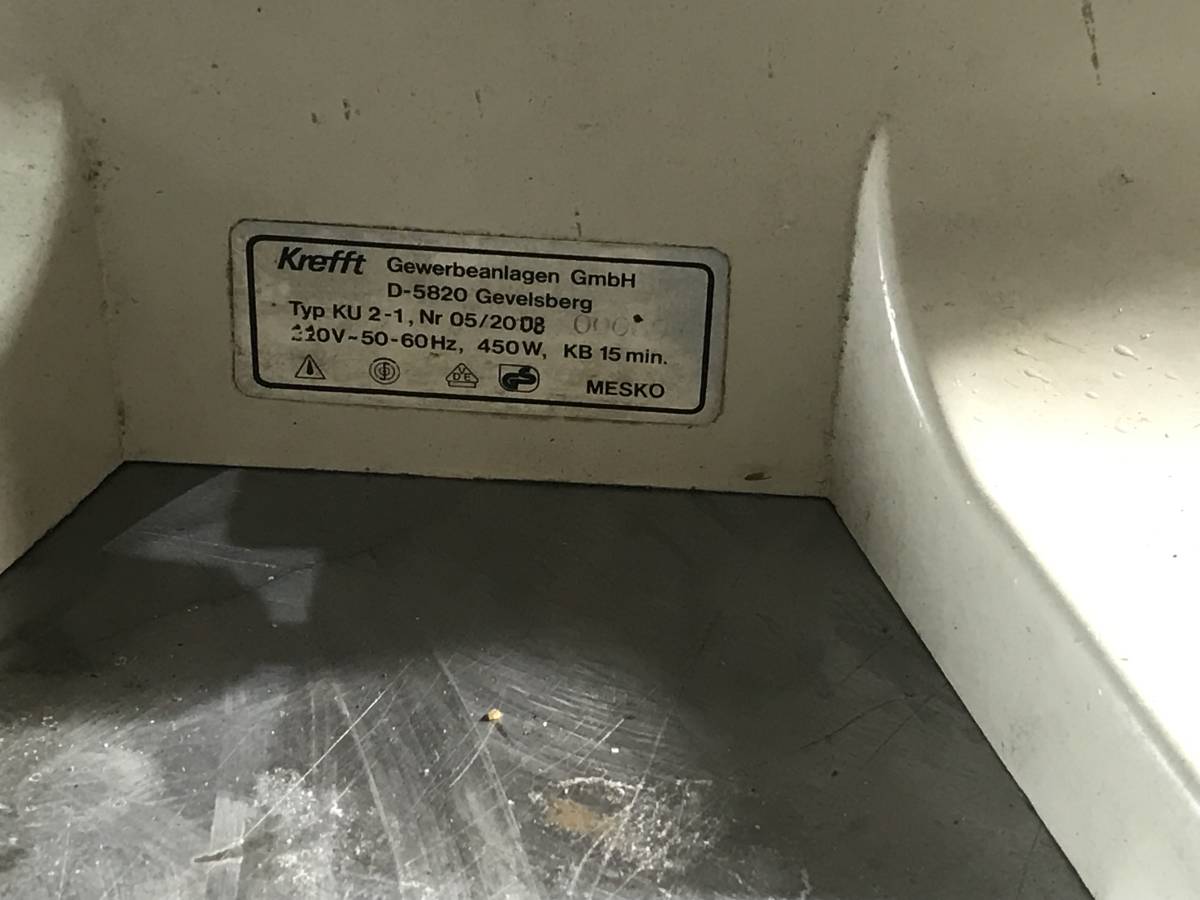 Krefft Gewerbeanlagen GmbH
D-5820 Gevelsberg
Typ KU 2-1, Nr 05/2008
V~50-60Hz, 450W, KB 15 min.
VDE
MESKO